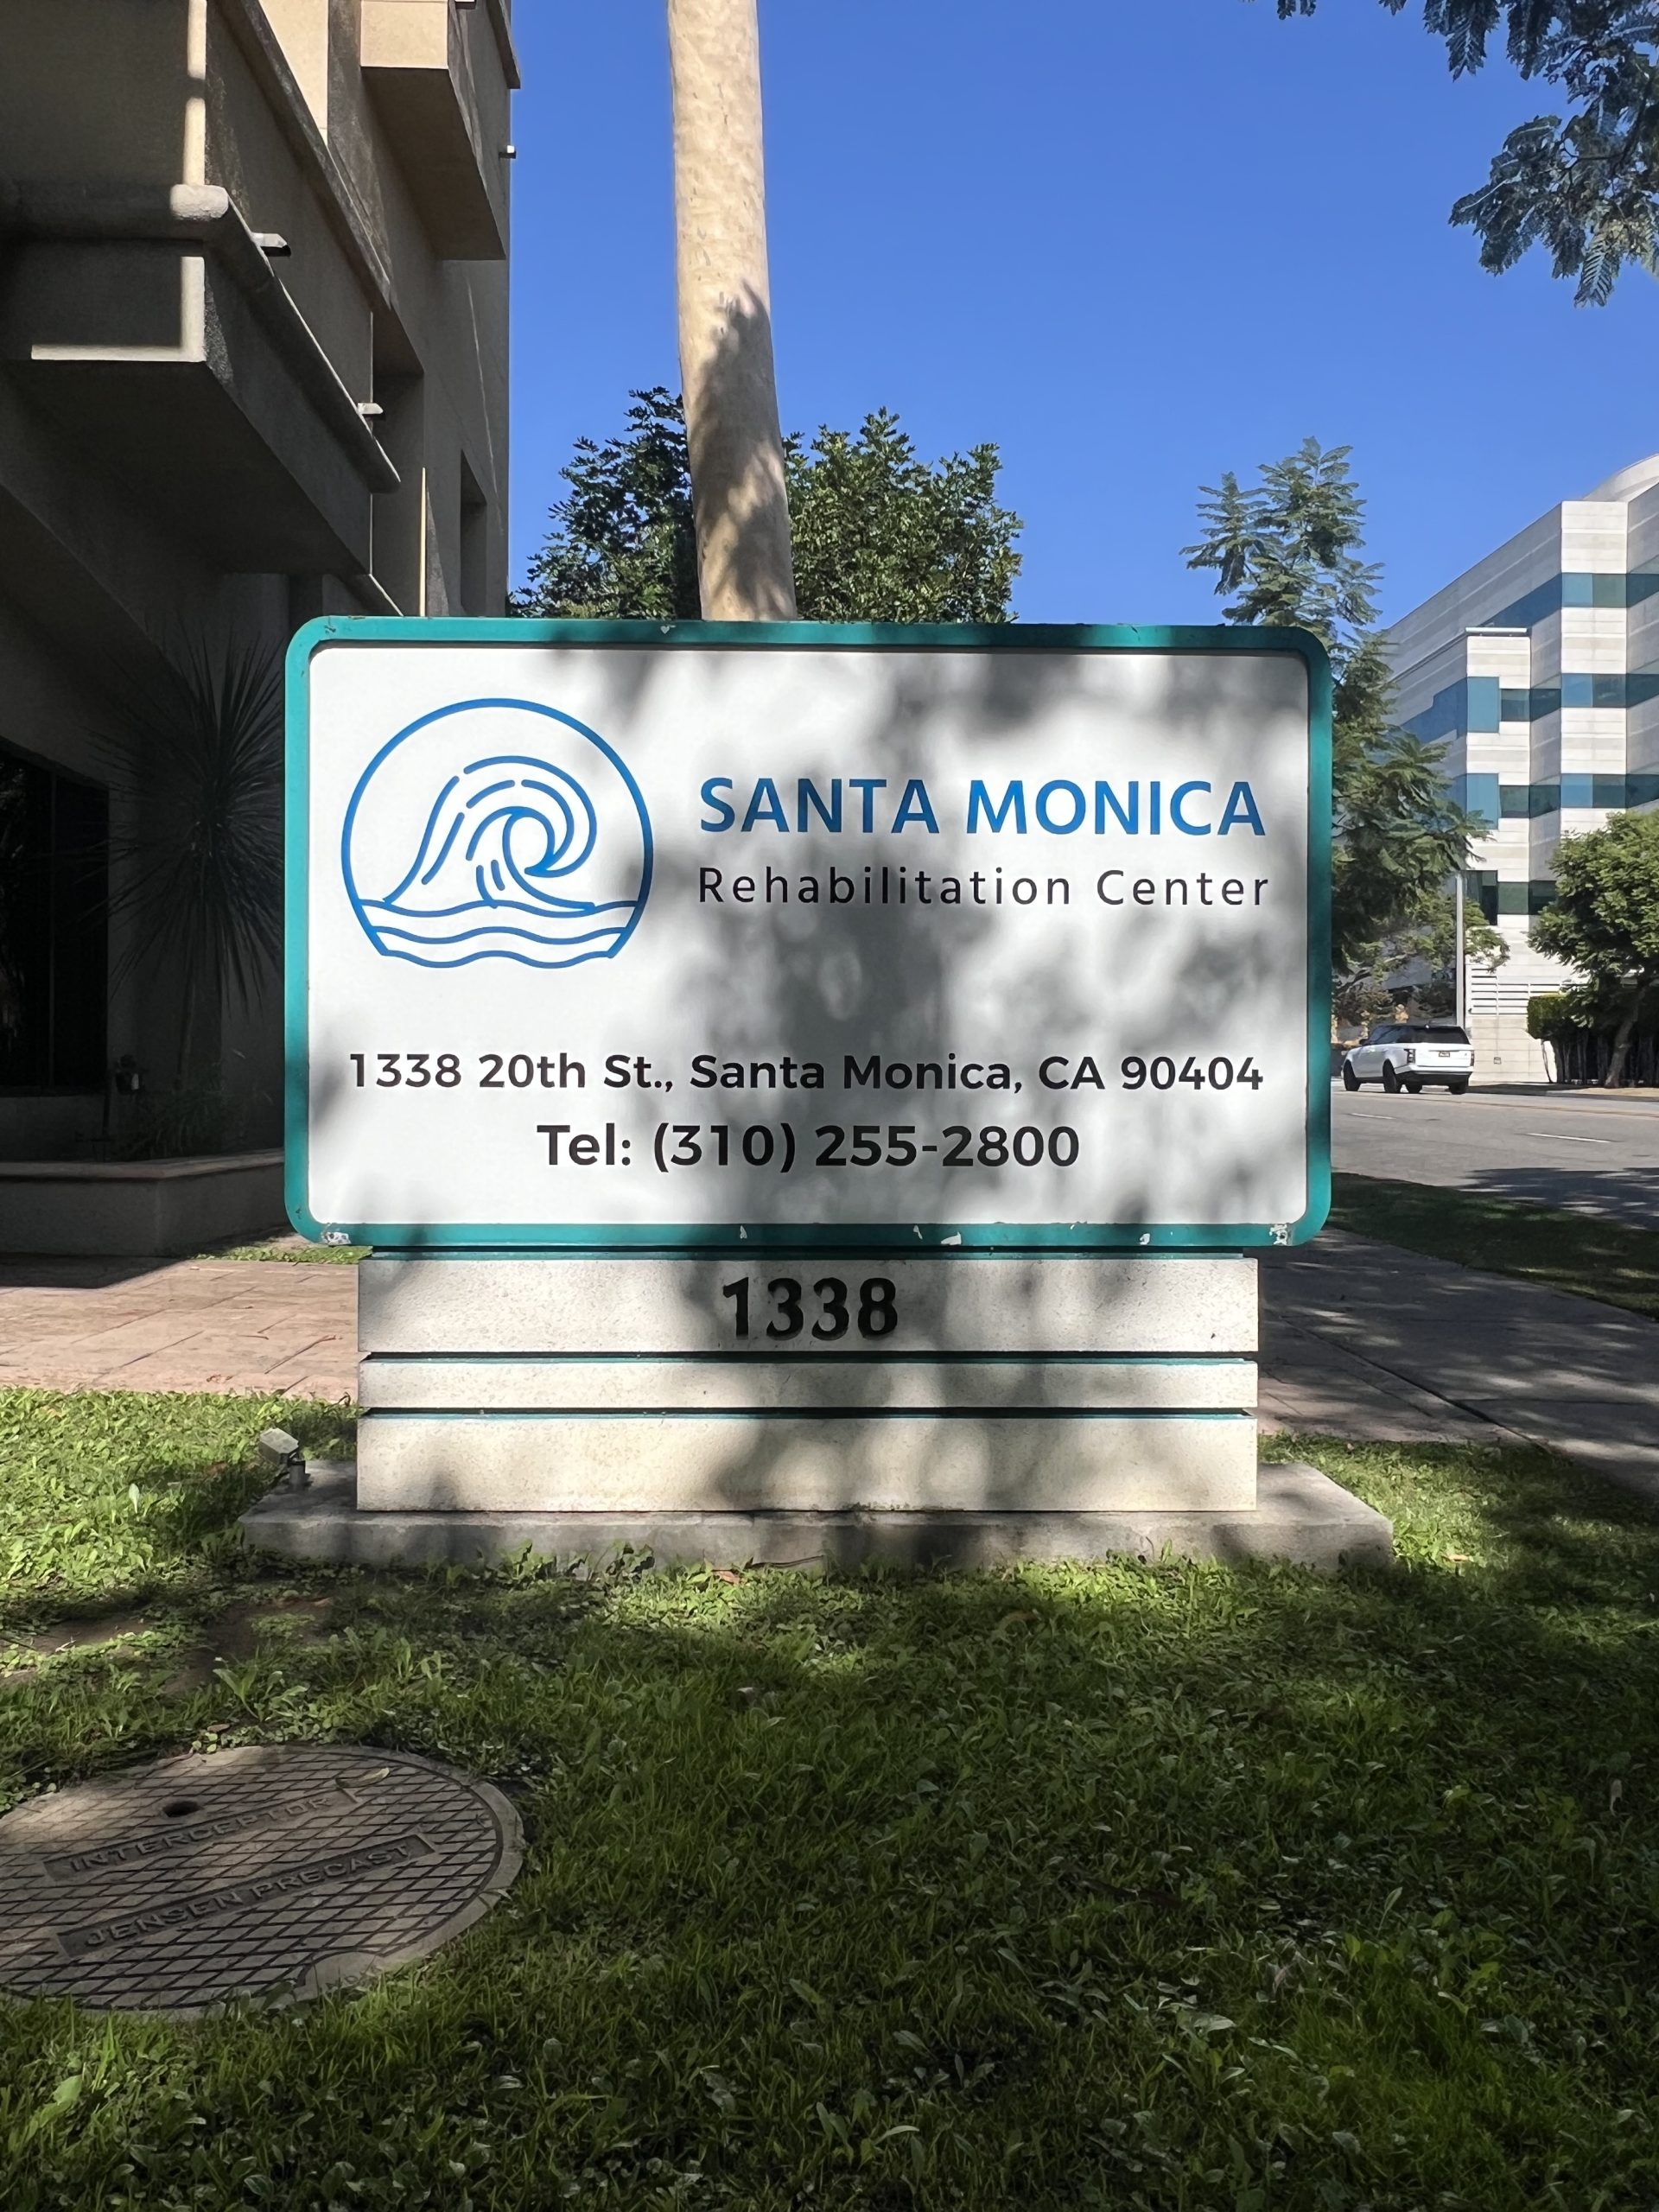 SANTA MONICA
Rehabilitation Center
1338 20th St., Santa Monica, CA 90404
Tel: (310) 255-2800
1338
INTERCEPTOR
JENSEN PRECAST